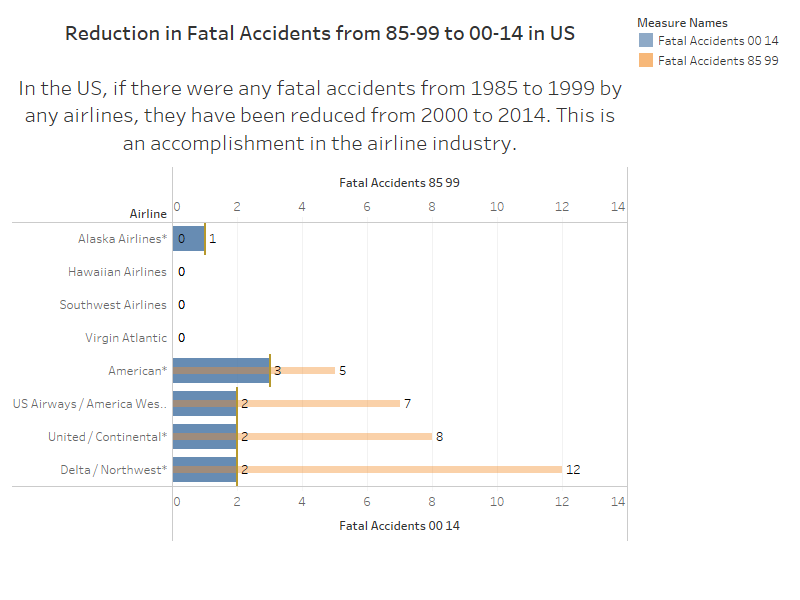 Reduction in Fatal Accidents from 85-99 to 00-14 in US
Measure Names
Fatal Accidents 00 14
Fatal Accidents 85 99
In the US, if there were any fatal accidents from 1985 to 1999 by
any airlines, they have been reduced from 2000 to 2014. This is
an accomplishment in the airline industry.
Fatal Accidents 85 99
Airline 0 2 4 6 8 10 12 14
Alaska Airlines* 0 1
Hawaiian Airlines 0
Southwest Airlines 0
Virgin Atlantic 0
American* 3 5
US Airways / America Wes.. 2 7
United / Continental* 2 8
Delta / Northwest* 2 12
0 2 4 6 8 10 12 14
Fatal Accidents 00 14